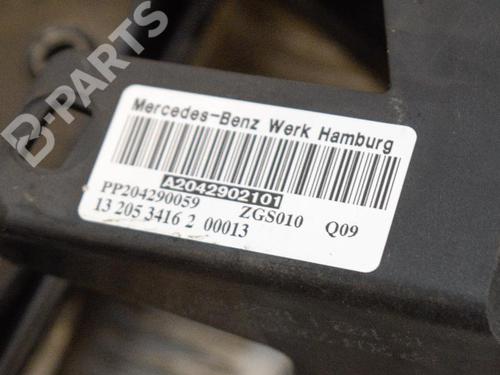 B-PARTS
Mercedes-Benz Werk Hamburg
A2042902101
PP204290059 ZGS010 Q09
13 205 3416 2 00013